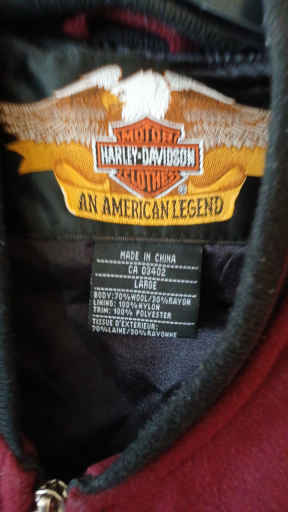 MOTOR
HARLEY-DAVIDSON
CLOTHES
®
AN AMERICAN LEGEND
MADE IN CHINA
CA 03402
LARGE
BODY:70%WOOL/30%RAYON
LINING: 100%NYLON
TRIM: 100% POLYESTER
TISSUE D'EXTERIEUR:
70%LAINE/30%RAYONNE